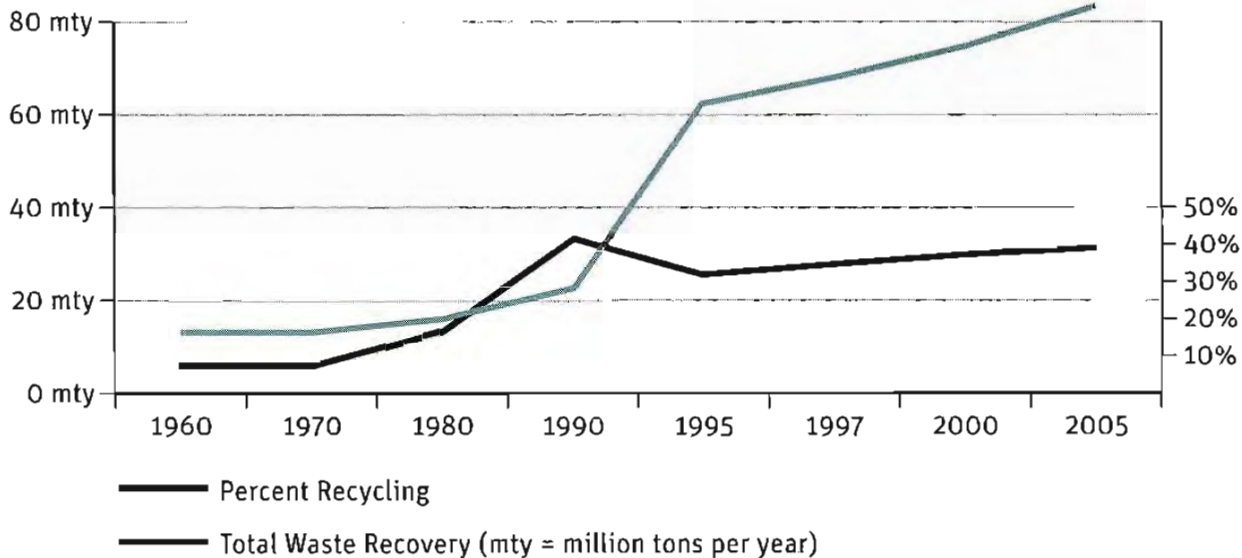 80 mty
60 mty
40 mty
20 mty
0 mty
50%
40%
30%
20%
10%
1960 1970 1980 1990 1995 1997 2000 2005
Percent Recycling
Total Waste Recovery (mty = million tons per year)